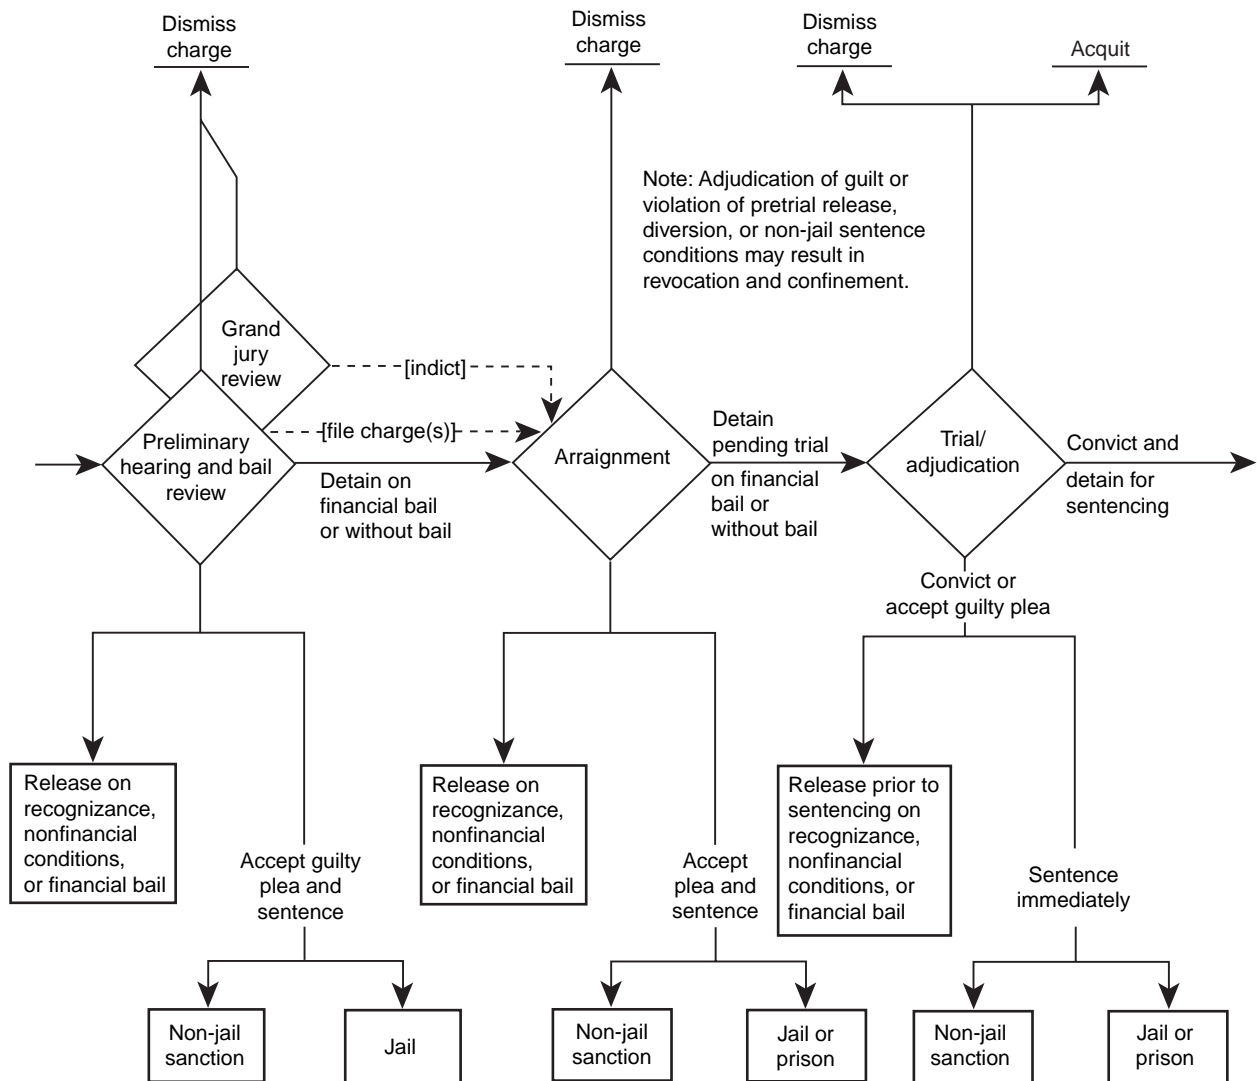 Dismiss
charge
Dismiss
charge
Dismiss
charge
Acquit
Note: Adjudication of guilt or
violation of pretrial release,
diversion, or non-jail sentence
conditions may result in
revocation and confinement.
Grand
jury
review
[indict]
[file charge(s)]
Preliminary
hearing and bail
review
Detain on
financial bail
or without bail
Arraignment
Detain
pending trial
on financial
bail or
without bail
Trial/
adjudication
Convict and
detain for
sentencing
Convict or
accept guilty plea
Release on
recognizance,
nonfinancial
conditions,
or financial bail
Accept guilty
plea and
sentence
Release on
recognizance,
nonfinancial
conditions,
or financial bail
Accept
plea and
sentence
Release prior to
sentencing on
recognizance,
nonfinancial
conditions, or
financial bail
Sentence
immediately
Non-jail
sanction
Jail
Non-jail
sanction
Jail or
prison
Non-jail
sanction
Jail or
prison